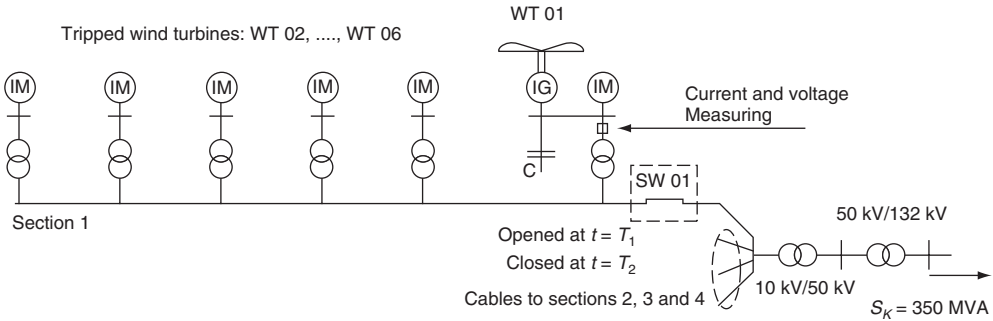 WT 01
Tripped wind turbines: WT 02, ...., WT 06
IM IM IM IM IM IG IM
Current and voltage
Measuring
C
SW 01
Section 1
50 kV/132 kV
Opened at t = T₁
Closed at t = T₂
10 kV/50 kV
Cables to sections 2, 3 and 4
S_K = 350 MVA